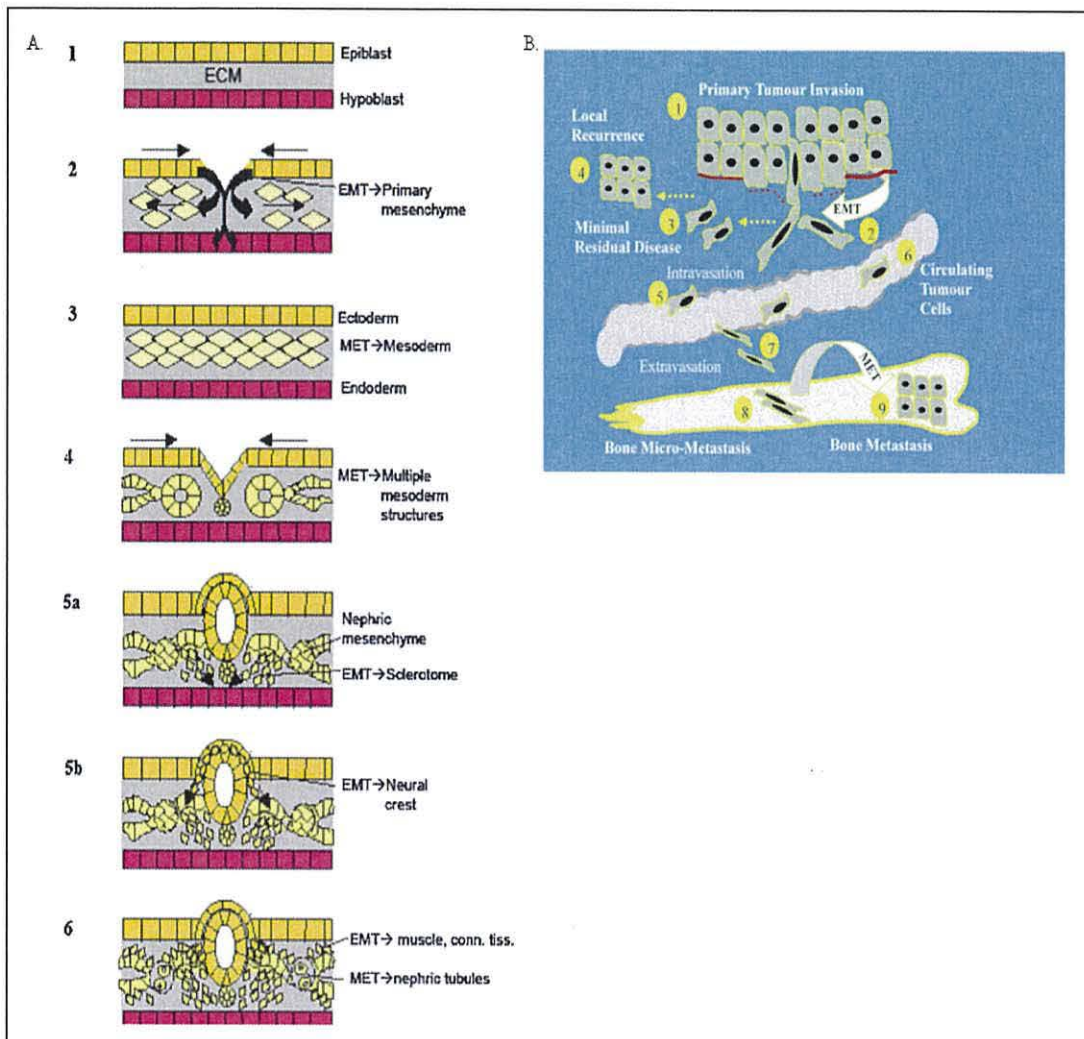 A.
1
Epiblast
ECM
Hypoblast
2
EMT→Primary
mesenchyme
3
Ectoderm
MET→Mesoderm
Endoderm
4
MET→Multiple
mesoderm
structures
5a
Nephric
mesenchyme
EMT→Sclerotome
5b
EMT→Neural
crest
6
EMT→ muscle, conn. tiss.
MET→nephric tubules
B.
Primary Tumour Invasion
1
Local
Recurrence
4
EMT
3
Minimal
Residual Disease
2
6
Intravasation
Circulating
Tumour
Cells
5
7
Extravasation
MET
8
9
Bone Micro-Metastasis
Bone Metastasis